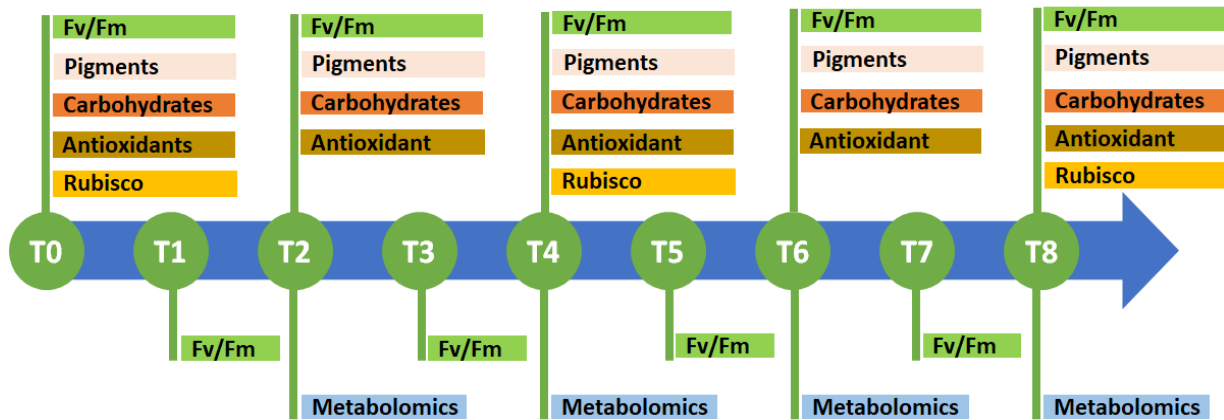 Fv/Fm
Pigments
Carbohydrates
Antioxidants
Rubisco
Fv/Fm
Pigments
Carbohydrates
Antioxidant
Fv/Fm
Pigments
Carbohydrates
Antioxidant
Rubisco
Fv/Fm
Pigments
Carbohydrates
Antioxidant
Fv/Fm
Pigments
Carbohydrates
Antioxidant
Rubisco
T0
T1
T2
T3
T4
T5
T6
T7
T8
Fv/Fm
Fv/Fm
Fv/Fm
Fv/Fm
Metabolomics
Metabolomics
Metabolomics
Metabolomics